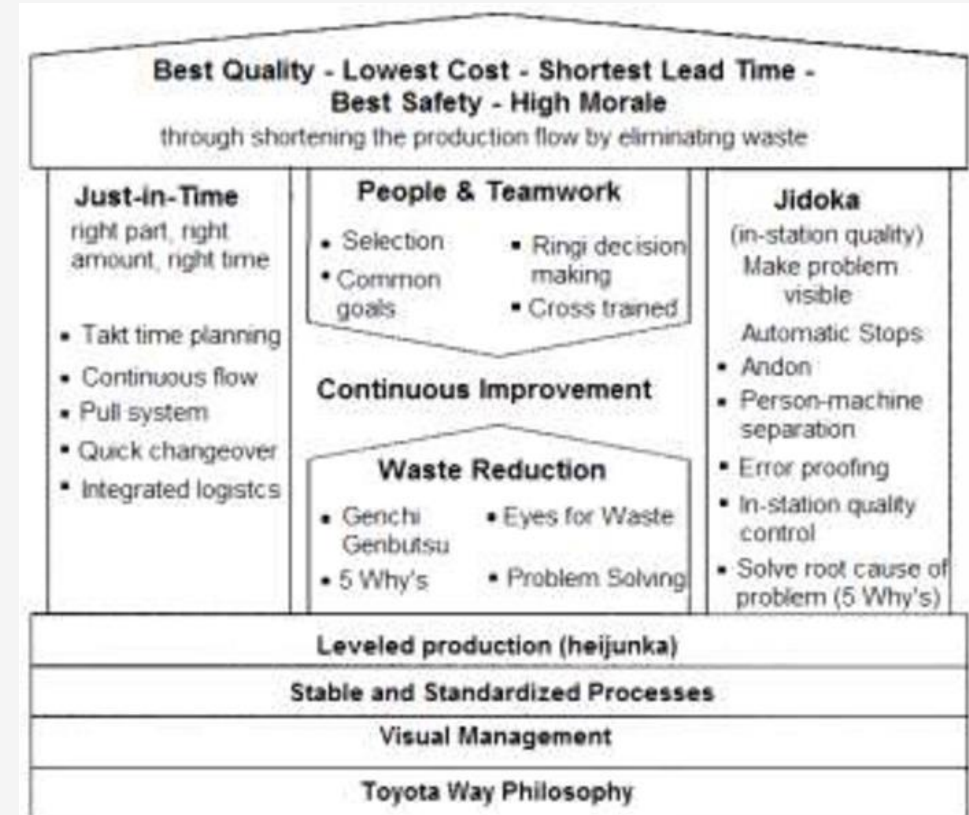 Best Quality - Lowest Cost - Shortest Lead Time -
Best Safety - High Morale
through shortening the production flow by eliminating waste
Just-in-Time
right part, right
amount, right time
▪ Takt time planning
▪ Continuous flow
▪ Pull system
▪ Quick changeover
▪ Integrated logistcs
People & Teamwork
▪ Selection
▪ Common
goals
▪ Ringi decision
making
▪ Cross trained
Continuous Improvement
Waste Reduction
▪ Genchi
Genbutsu
▪ 5 Why's
▪ Eyes for Waste
▪ Problem Solving
Jidoka
(in-station quality)
Make problem
visible
Automatic Stops
▪ Andon
▪ Person-machine
separation
▪ Error proofing
▪ In-station quality
control
▪ Solve root cause of
problem (5 Why's)
Leveled production (heijunka)
Stable and Standardized Processes
Visual Management
Toyota Way Philosophy